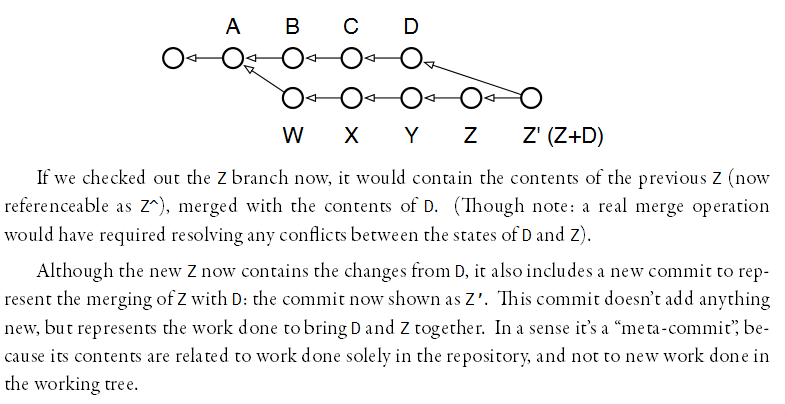 A B C D
W X Y Z Z' (Z+D)
If we checked out the Z branch now, it would contain the contents of the previous Z (now
referenceable as Z^), merged with the contents of D. (Though note: a real merge operation
would have required resolving any conflicts between the states of D and Z).
Although the new Z now contains the changes from D, it also includes a new commit to rep-
resent the merging of Z with D: the commit now shown as Z'. This commit doesn’t add anything
new, but represents the work done to bring D and Z together. In a sense it’s a “meta-commit”, be-
cause its contents are related to work done solely in the repository, and not to new work done in
the working tree.